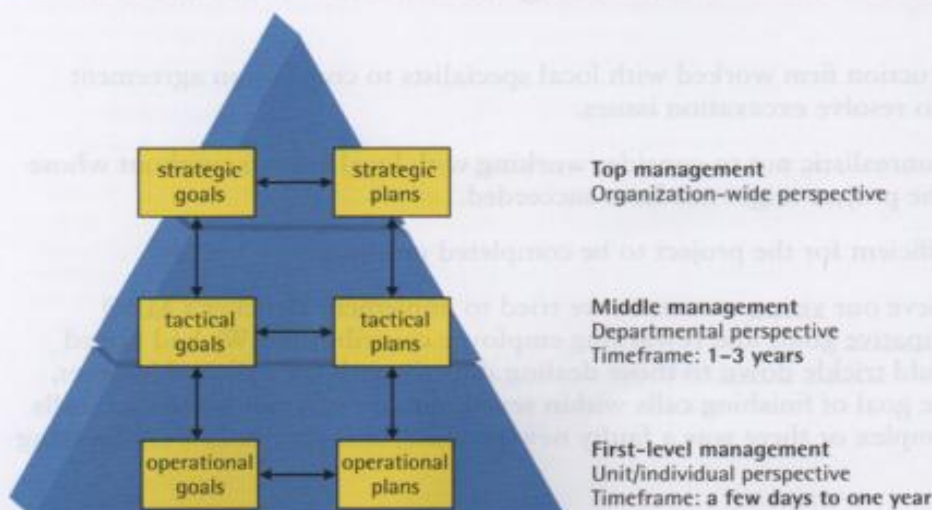 strategic
goals
strategic
plans
Top management
Organization-wide perspective
tactical
goals
tactical
plans
Middle management
Departmental perspective
Timeframe: 1–3 years
operational
goals
operational
plans
First-level management
Unit/individual perspective
Timeframe: a few days to one year